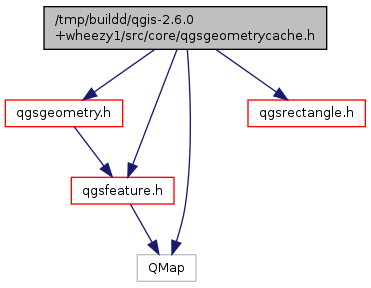 /tmp/buildd/qgis-2.6.0
+wheezy1/src/core/qgsgeometrycache.h
qgsgeometry.h
qgsrectangle.h
qgsfeature.h
QMap